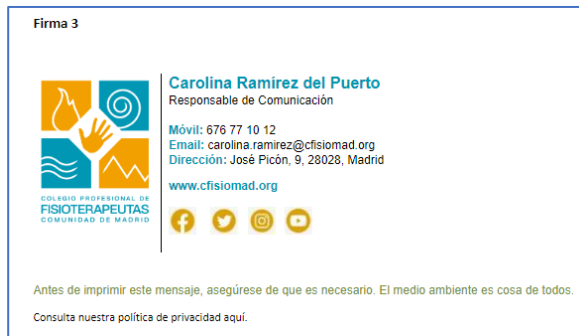 Firma 3
Carolina Ramírez del Puerto
Responsable de Comunicación
Móvil: 676 77 10 12
Email: carolina.ramirez@cfisiomad.org
Dirección: José Picón, 9, 28028, Madrid
www.cfisiomad.org
COLEGIO PROFESIONAL DE
FISIOTERAPEUTAS
COMUNIDAD DE MADRID
Antes de imprimir este mensaje, asegúrese de que es necesario. El medio ambiente es cosa de todos.
Consulta nuestra política de privacidad aquí.